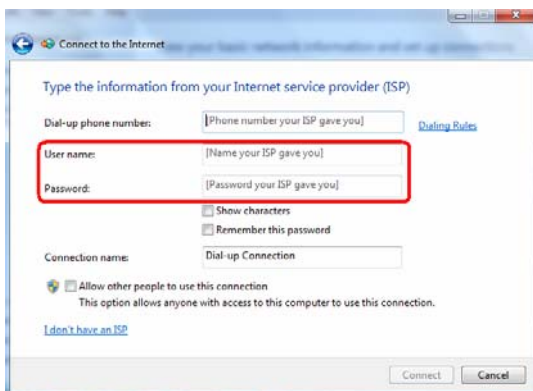 Connect to the Internet
Type the information from your Internet service provider (ISP)
Dial-up phone number: [Phone number your ISP gave you] Dialing Rules
User name: [Name your ISP gave you]
Password: [Password your ISP gave you]
Show characters
Remember this password
Connection name: Dial-up Connection
Allow other people to use this connection
This option allows anyone with access to this computer to use this connection.
I don't have an ISP
Connect Cancel